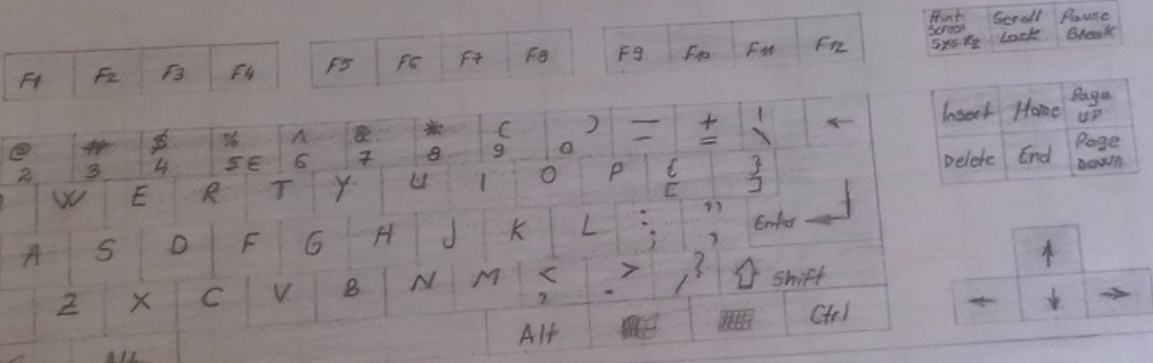 F1 F2 F3 F4 F5 F6 F7 F8 F9 F10 F11 F12
Print Scroll Pause
Screen Lock Break
Sys Rq
@ # $ % ^ & * ( ) — + | ←
2 3 4 5 € 6 7 8 9 0 = \
W E R T Y U I O P { }
[ ]
A S D F G H J K L : " Enter
; ,
Z X C V B N M < > ? ⇧ Shift
, . /
Alt Alt Ctrl
Insert Home Page UP
Delete End Page Down
↑
← ↓ →